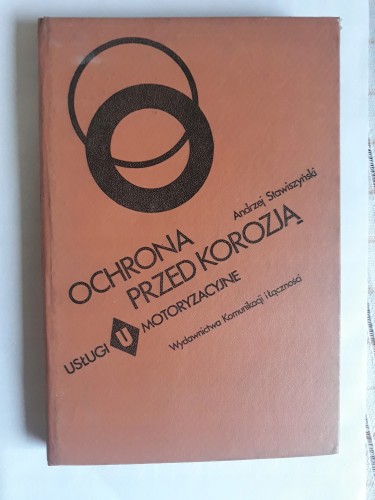 Andrzej Stawiszyński
OCHRONA
PRZED KOROZJĄ
USŁUGI U MOTORYZACYJNE
Wydawnictwa Komunikacji i Łączności